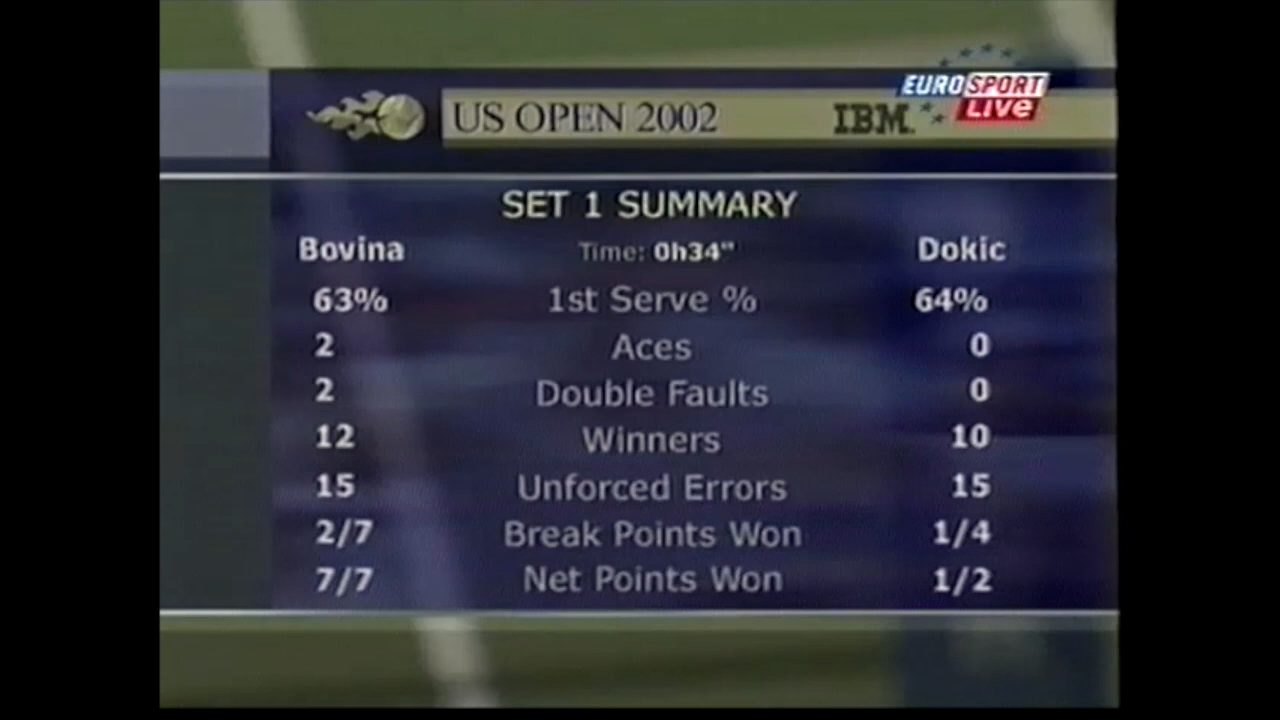 EUROSPORT
LIVE
US OPEN 2002 IBM.
SET 1 SUMMARY
Bovina Time: 0h34" Dokic
63% 1st Serve % 64%
2 Aces 0
2 Double Faults 0
12 Winners 10
15 Unforced Errors 15
2/7 Break Points Won 1/4
7/7 Net Points Won 1/2